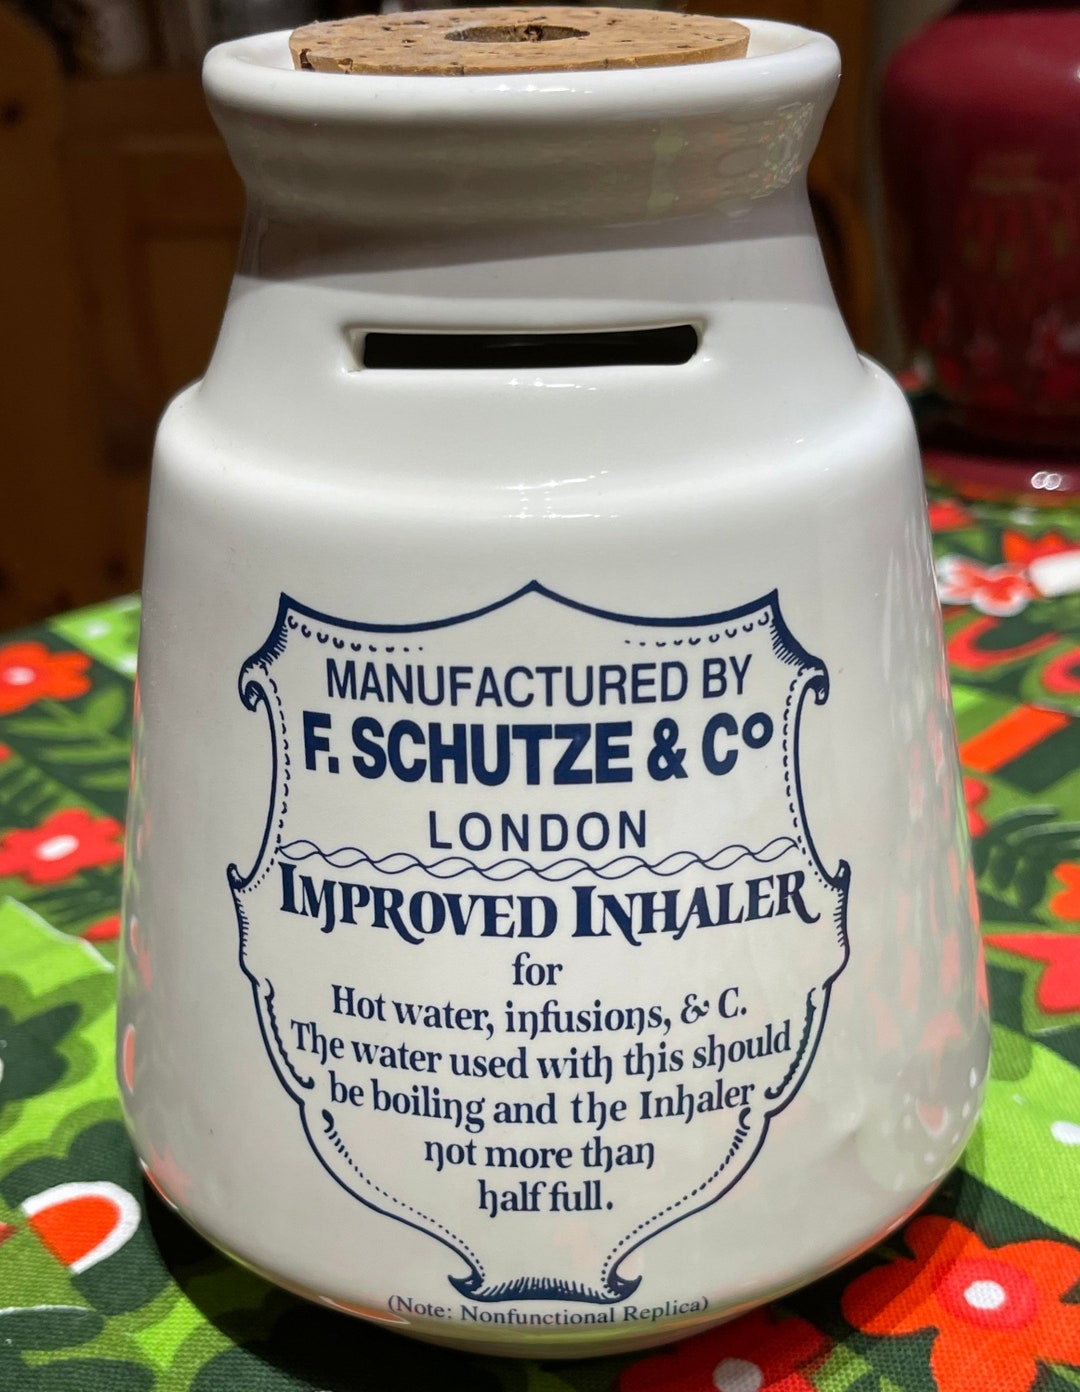 MANUFACTURED BY
F. SCHUTZE & Cº
LONDON
IMPROVED INHALER
for
Hot water, infusions, & C.
The water used with this should
be boiling and the Inhaler
not more than
half full.
(Note: Nonfunctional Replica)